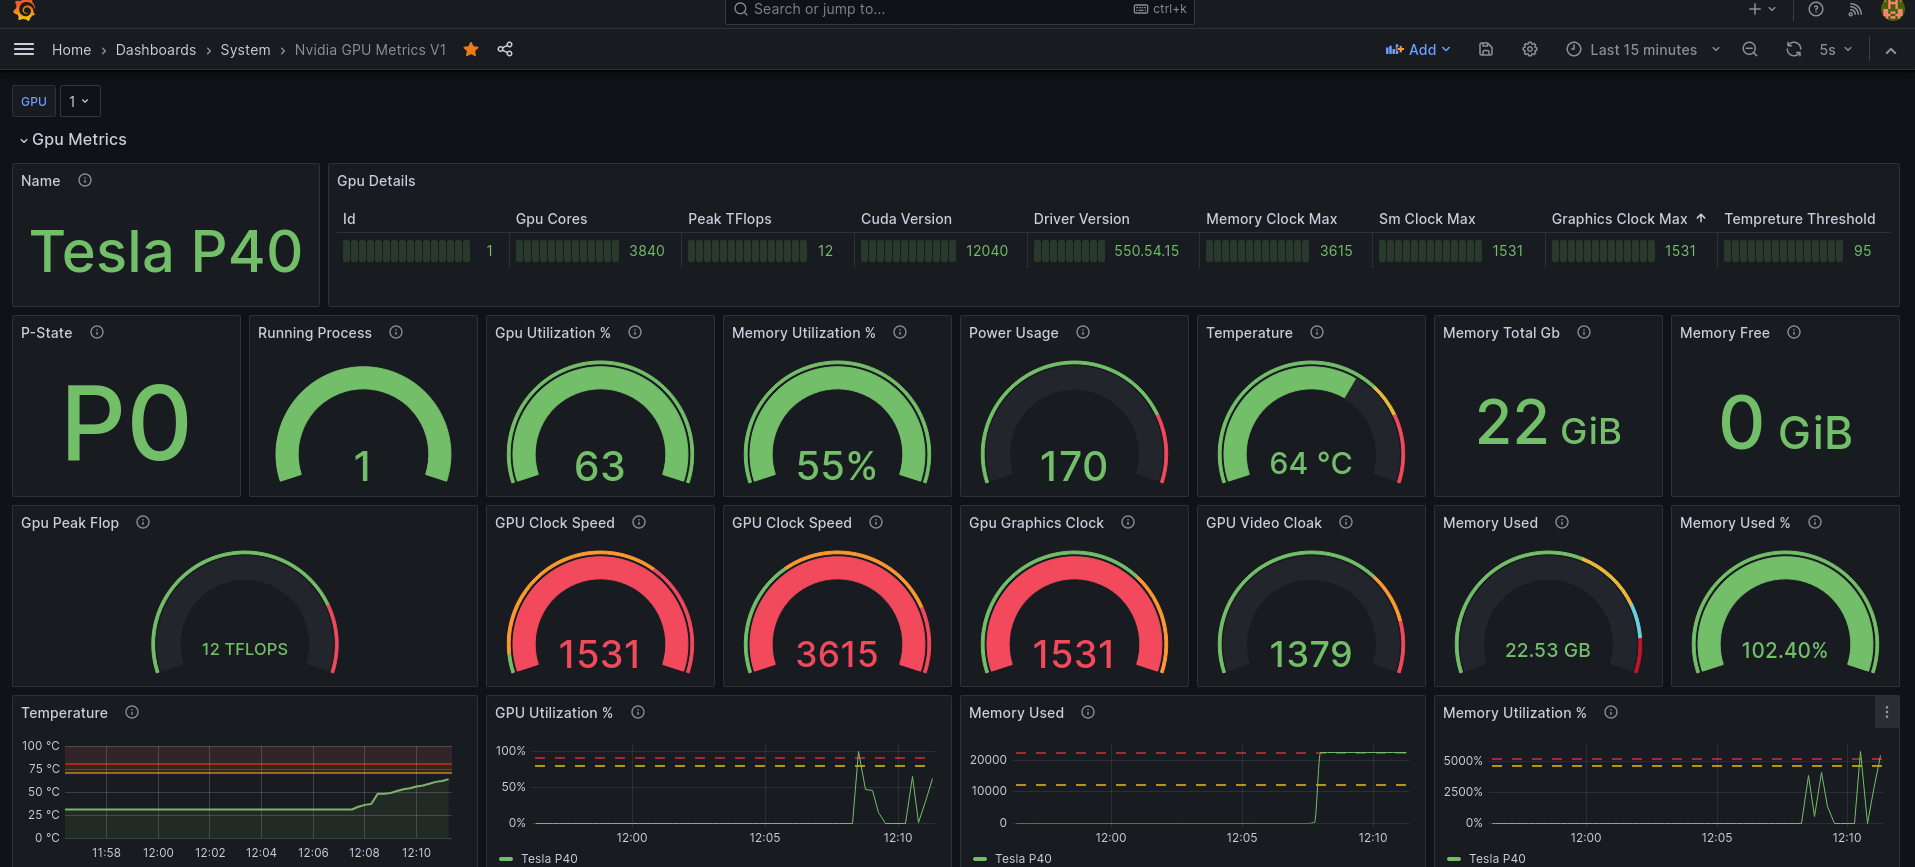 Search or jump to...
ctrl+k
Home › Dashboards › System › Nvidia GPU Metrics V1
Add
Last 15 minutes
5s
GPU
1
Gpu Metrics
Name
Tesla P40
Gpu Details
Id Gpu Cores Peak TFlops Cuda Version Driver Version Memory Clock Max Sm Clock Max Graphics Clock Max Tempreture Threshold
1 3840 12 12040 550.54.15 3615 1531 1531 95
P-State
P0
Running Process
1
Gpu Utilization %
63
Memory Utilization %
55%
Power Usage
170
Temperature
64 °C
Memory Total Gb
22 GiB
Memory Free
0 GiB
Gpu Peak Flop
12 TFLOPS
GPU Clock Speed
1531
GPU Clock Speed
3615
Gpu Graphics Clock
1531
GPU Video Cloak
1379
Memory Used
22.53 GB
Memory Used %
102.40%
Temperature
100 °C
75 °C
50 °C
25 °C
0 °C
11:58 12:00 12:02 12:04 12:06 12:08 12:10
GPU Utilization %
100%
50%
0%
12:00 12:05 12:10
Tesla P40
Memory Used
20000
10000
0
12:00 12:05 12:10
Tesla P40
Memory Utilization %
5000%
2500%
0%
12:00 12:05 12:10
Tesla P40